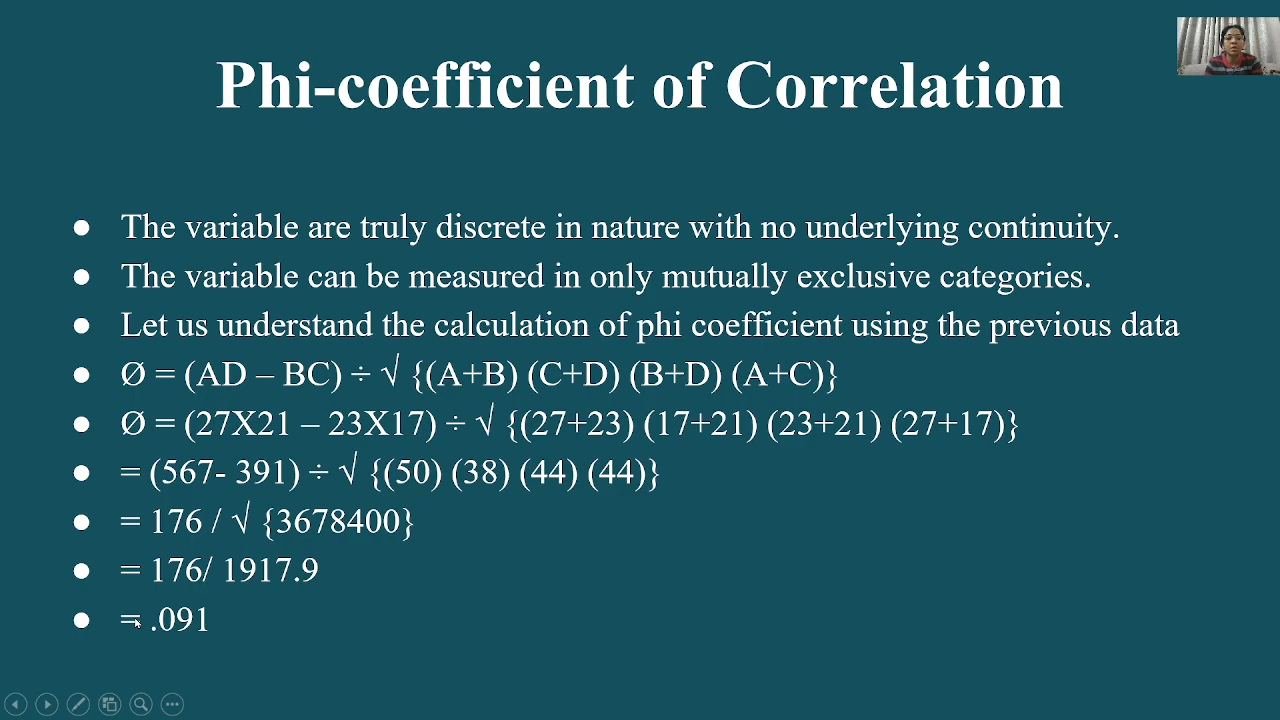 Phi-coefficient of Correlation
● The variable are truly discrete in nature with no underlying continuity.
● The variable can be measured in only mutually exclusive categories.
● Let us understand the calculation of phi coefficient using the previous data
● Ø = (AD – BC) ÷ √ {(A+B) (C+D) (B+D) (A+C)}
● Ø = (27X21 – 23X17) ÷ √ {(27+23) (17+21) (23+21) (27+17)}
● = (567- 391) ÷ √ {(50) (38) (44) (44)}
● = 176 / √ {3678400}
● = 176/ 1917.9
● = .091